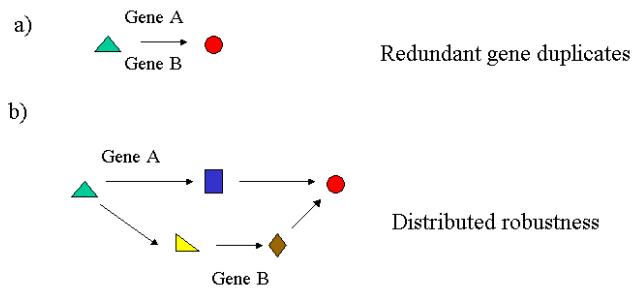 a)
Gene A
Gene B
Redundant gene duplicates
b)
Gene A
Gene B
Distributed robustness